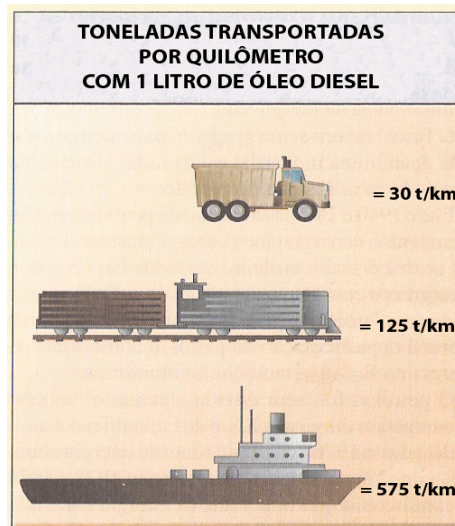 TONELADAS TRANSPORTADAS
POR QUILÔMETRO
COM 1 LITRO DE ÓLEO DIESEL
= 30 t/km
= 125 t/km
= 575 t/km